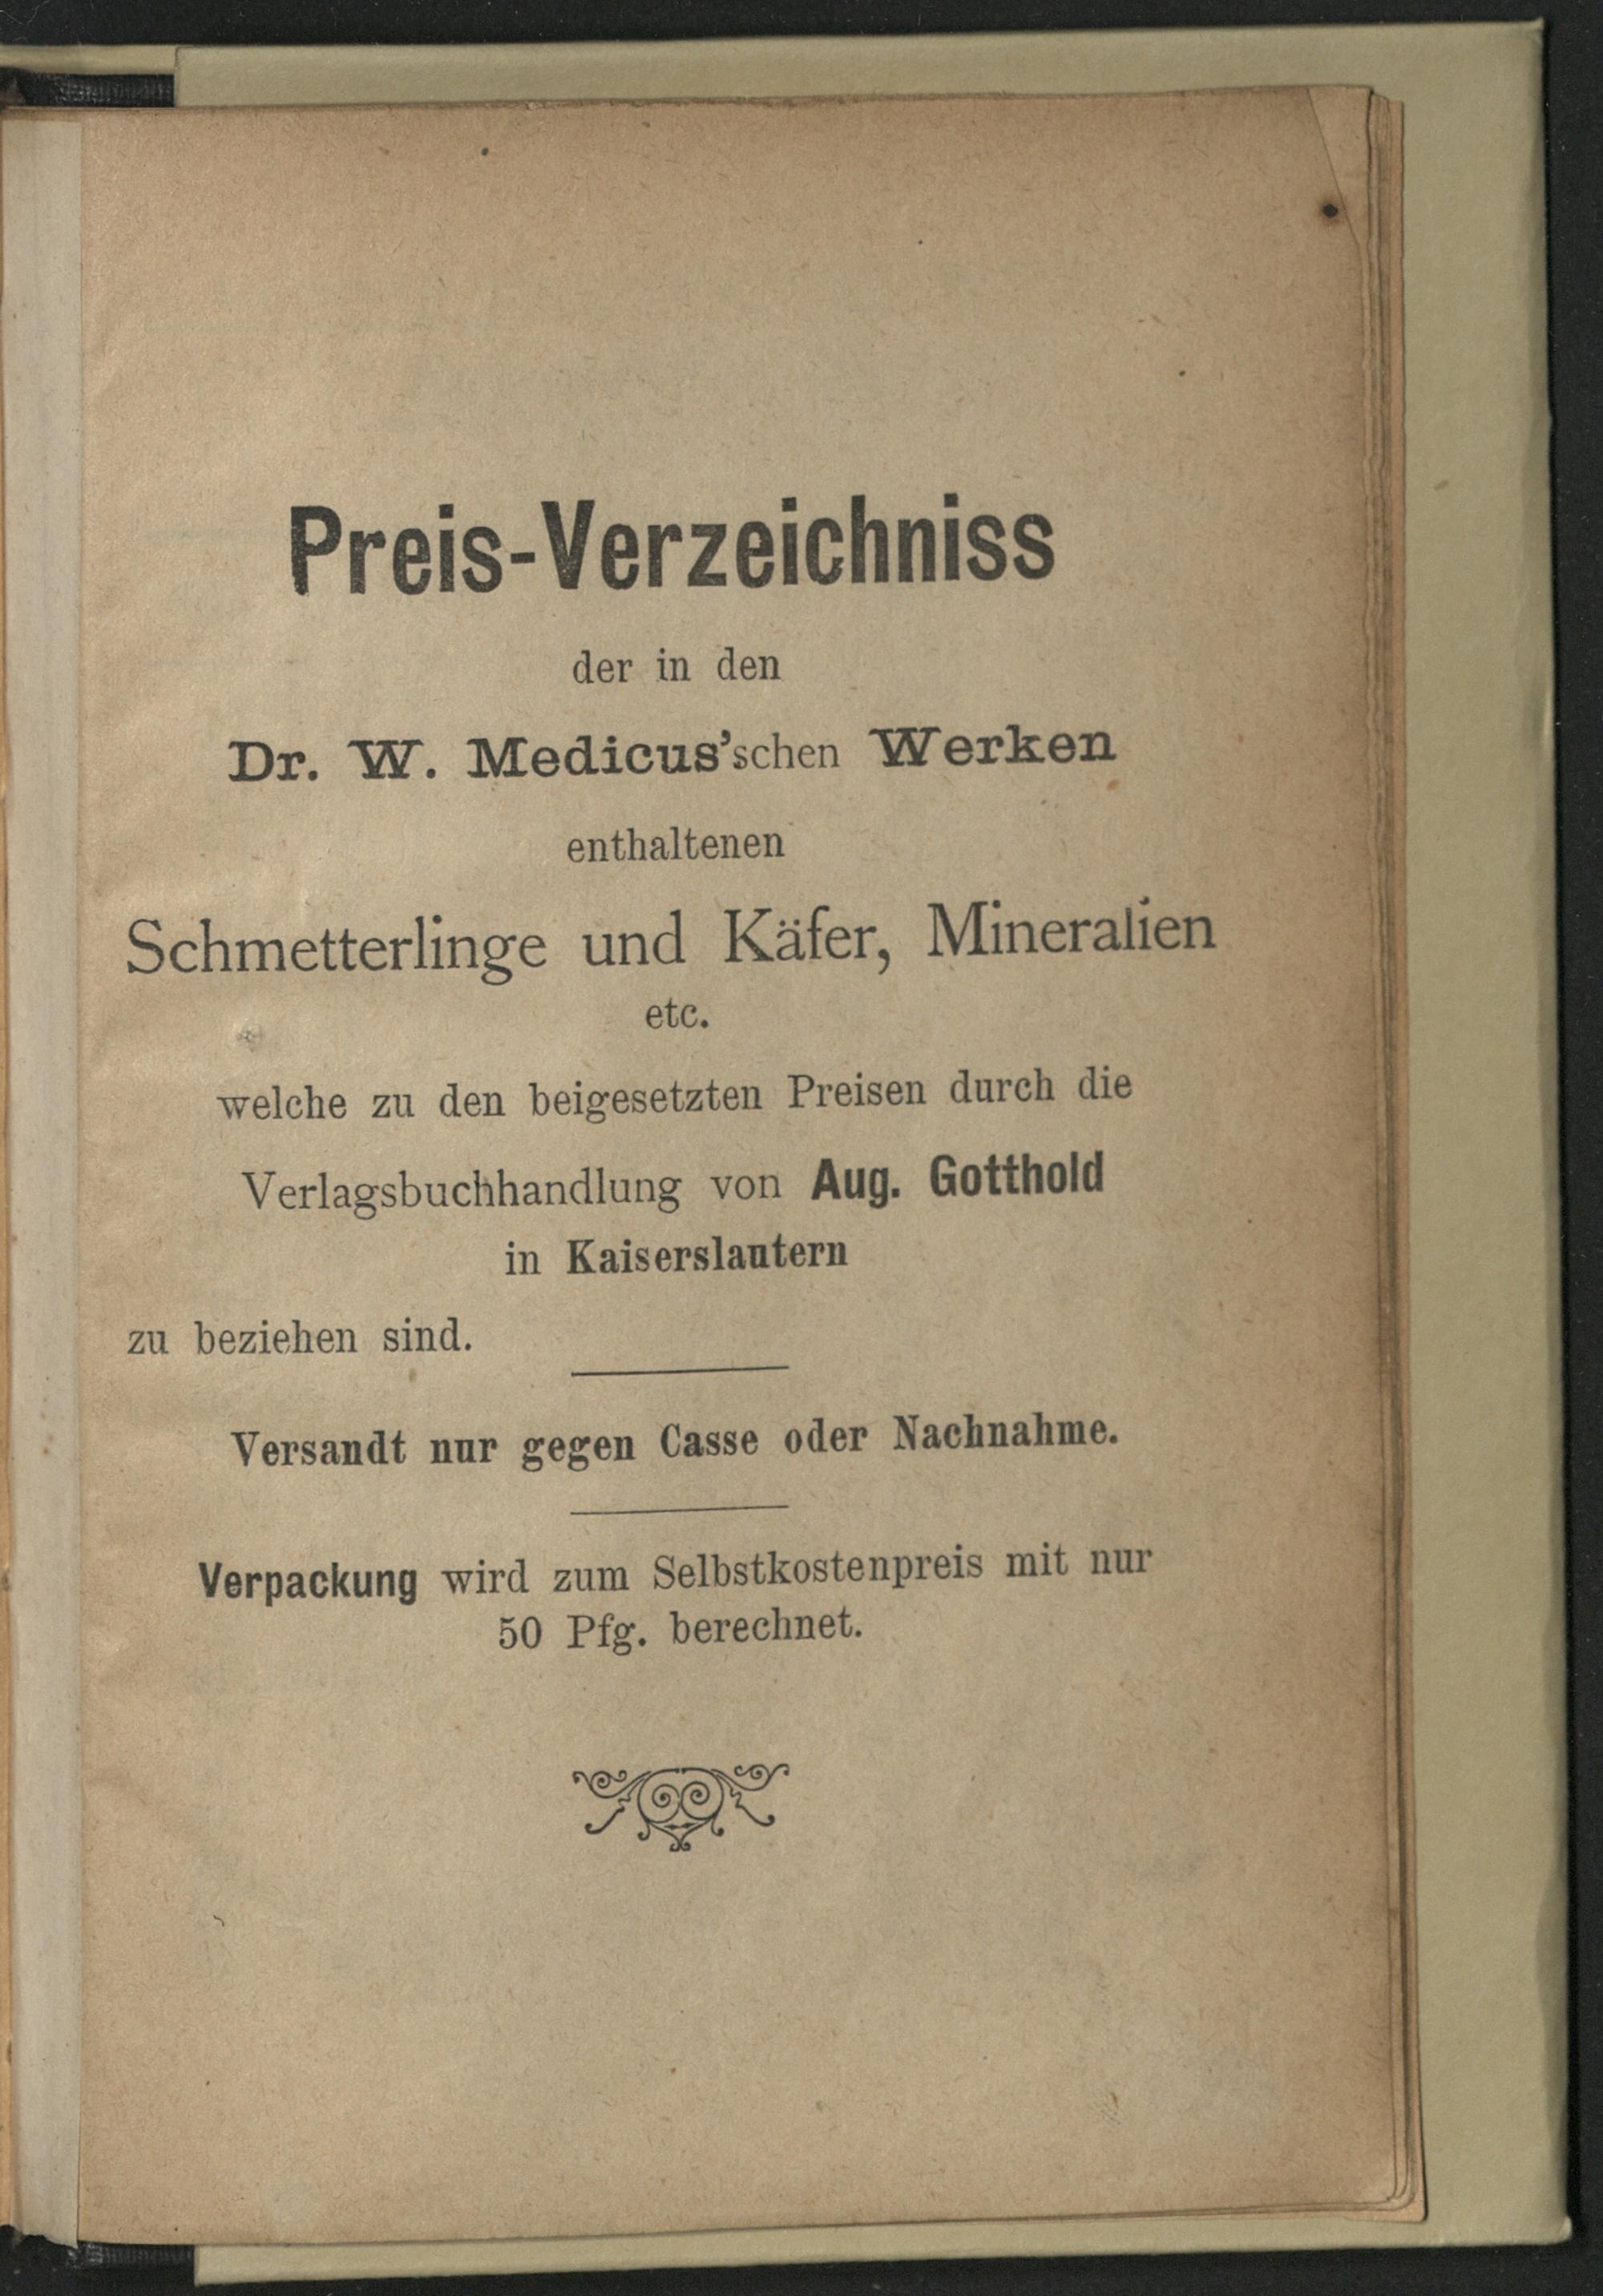 Preis-Verzeichniss
der in den
Dr. W. Medicus'schen Werken
enthaltenen
Schmetterlinge und Käfer, Mineralien
etc.
welche zu den beigesetzten Preisen durch die
Verlagsbuchhandlung von Aug. Gotthold
in Kaiserslautern
zu beziehen sind.
Versandt nur gegen Casse oder Nachnahme.
Verpackung wird zum Selbstkostenpreis mit nur
50 Pfg. berechnet.